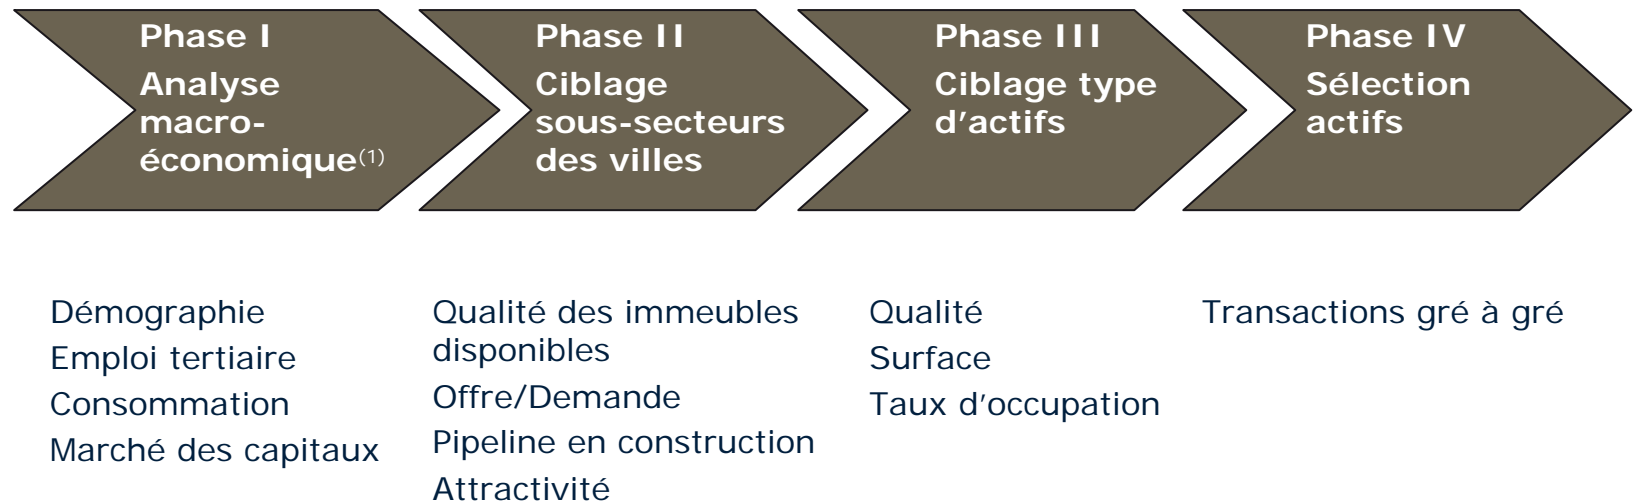 Phase I
Analyse
macro-
économique(1)
Phase II
Ciblage
sous-secteurs
des villes
Phase III
Ciblage type
d’actifs
Phase IV
Sélection
actifs
Démographie
Emploi tertiaire
Consommation
Marché des capitaux
Qualité des immeubles
disponibles
Offre/Demande
Pipeline en construction
Attractivité
Qualité
Surface
Taux d’occupation
Transactions gré à gré